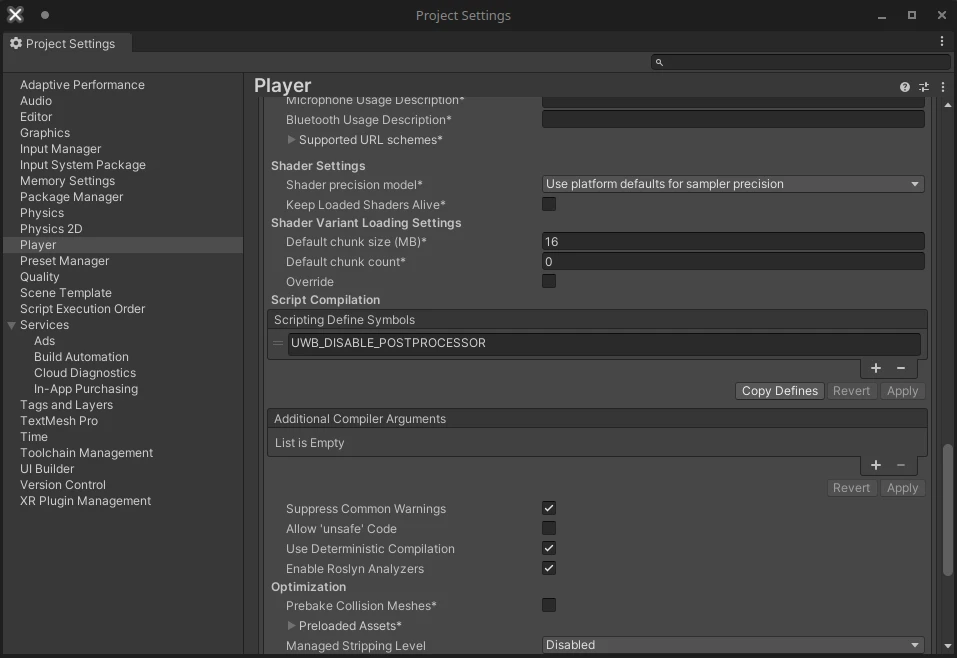 Project Settings
Project Settings
Adaptive Performance
Audio
Editor
Graphics
Input Manager
Input System Package
Memory Settings
Package Manager
Physics
Physics 2D
Player
Preset Manager
Quality
Scene Template
Script Execution Order
Services
Ads
Build Automation
Cloud Diagnostics
In-App Purchasing
Tags and Layers
TextMesh Pro
Time
Toolchain Management
UI Builder
Version Control
XR Plugin Management
Player
Microphone Usage Description*
Bluetooth Usage Description*
Supported URL schemes*
Shader Settings
Shader precision model* Use platform defaults for sampler precision
Keep Loaded Shaders Alive*
Shader Variant Loading Settings
Default chunk size (MB)* 16
Default chunk count* 0
Override
Script Compilation
Scripting Define Symbols
UWB_DISABLE_POSTPROCESSOR
+ −
Copy Defines Revert Apply
Additional Compiler Arguments
List is Empty
+ −
Revert Apply
Suppress Common Warnings
Allow 'unsafe' Code
Use Deterministic Compilation
Enable Roslyn Analyzers
Optimization
Prebake Collision Meshes*
Preloaded Assets*
Managed Stripping Level Disabled